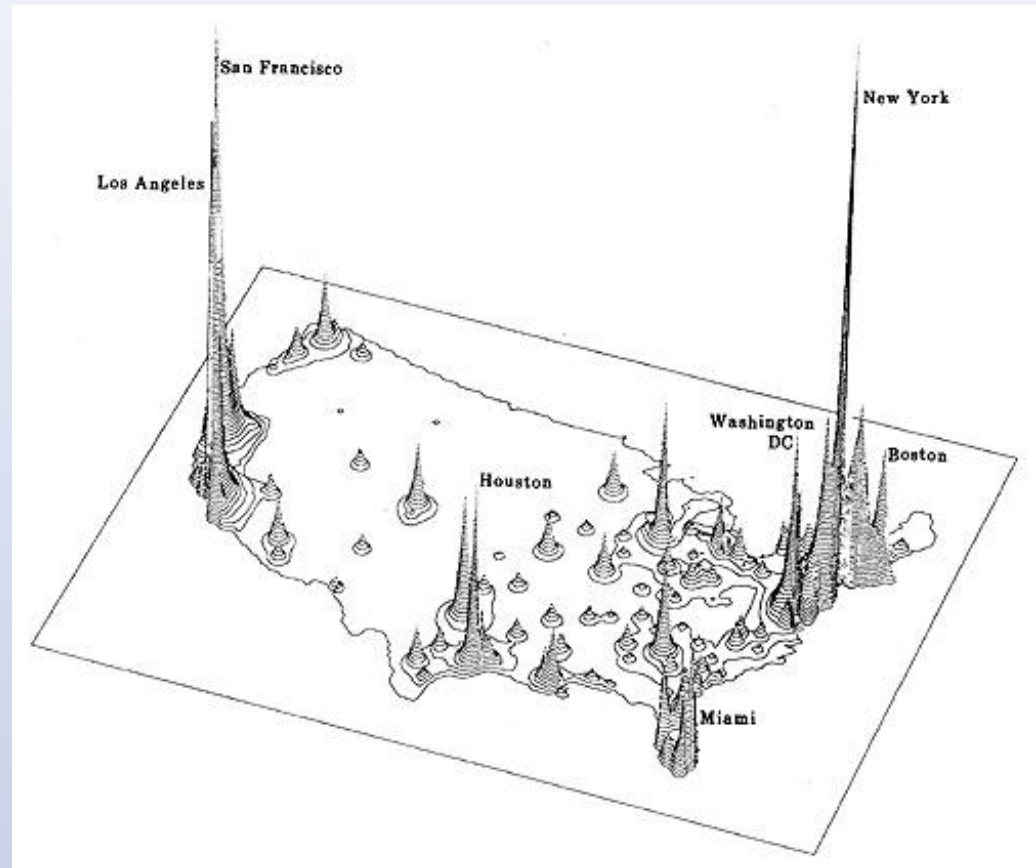 San Francisco
New York
Los Angeles
Washington
DC
Boston
Houston
Miami